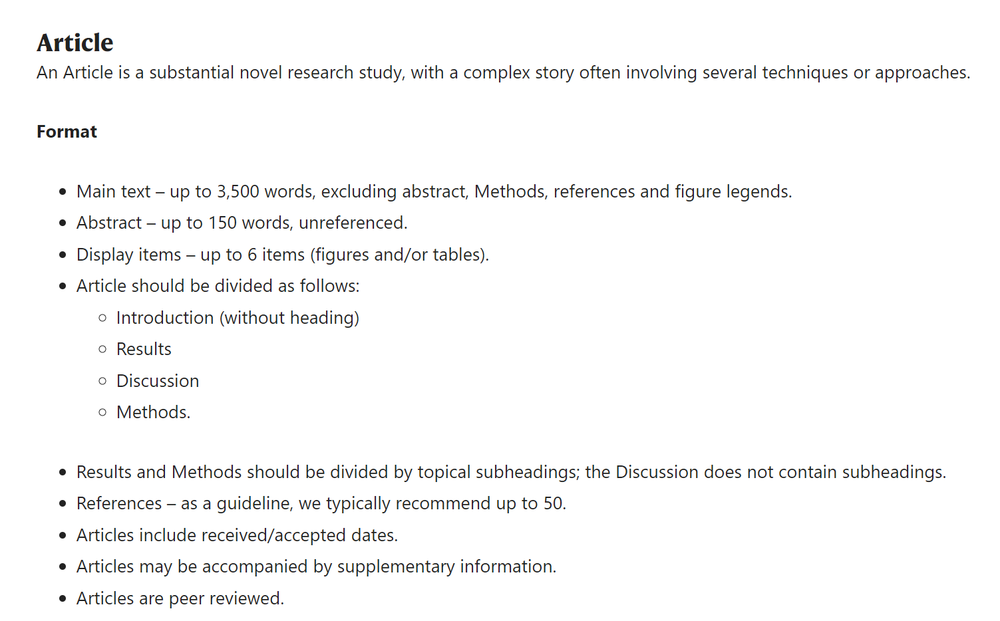 Article
An Article is a substantial novel research study, with a complex story often involving several techniques or approaches.
Format
• Main text – up to 3,500 words, excluding abstract, Methods, references and figure legends.
• Abstract – up to 150 words, unreferenced.
• Display items – up to 6 items (figures and/or tables).
• Article should be divided as follows:
○ Introduction (without heading)
○ Results
○ Discussion
○ Methods.
• Results and Methods should be divided by topical subheadings; the Discussion does not contain subheadings.
• References – as a guideline, we typically recommend up to 50.
• Articles include received/accepted dates.
• Articles may be accompanied by supplementary information.
• Articles are peer reviewed.